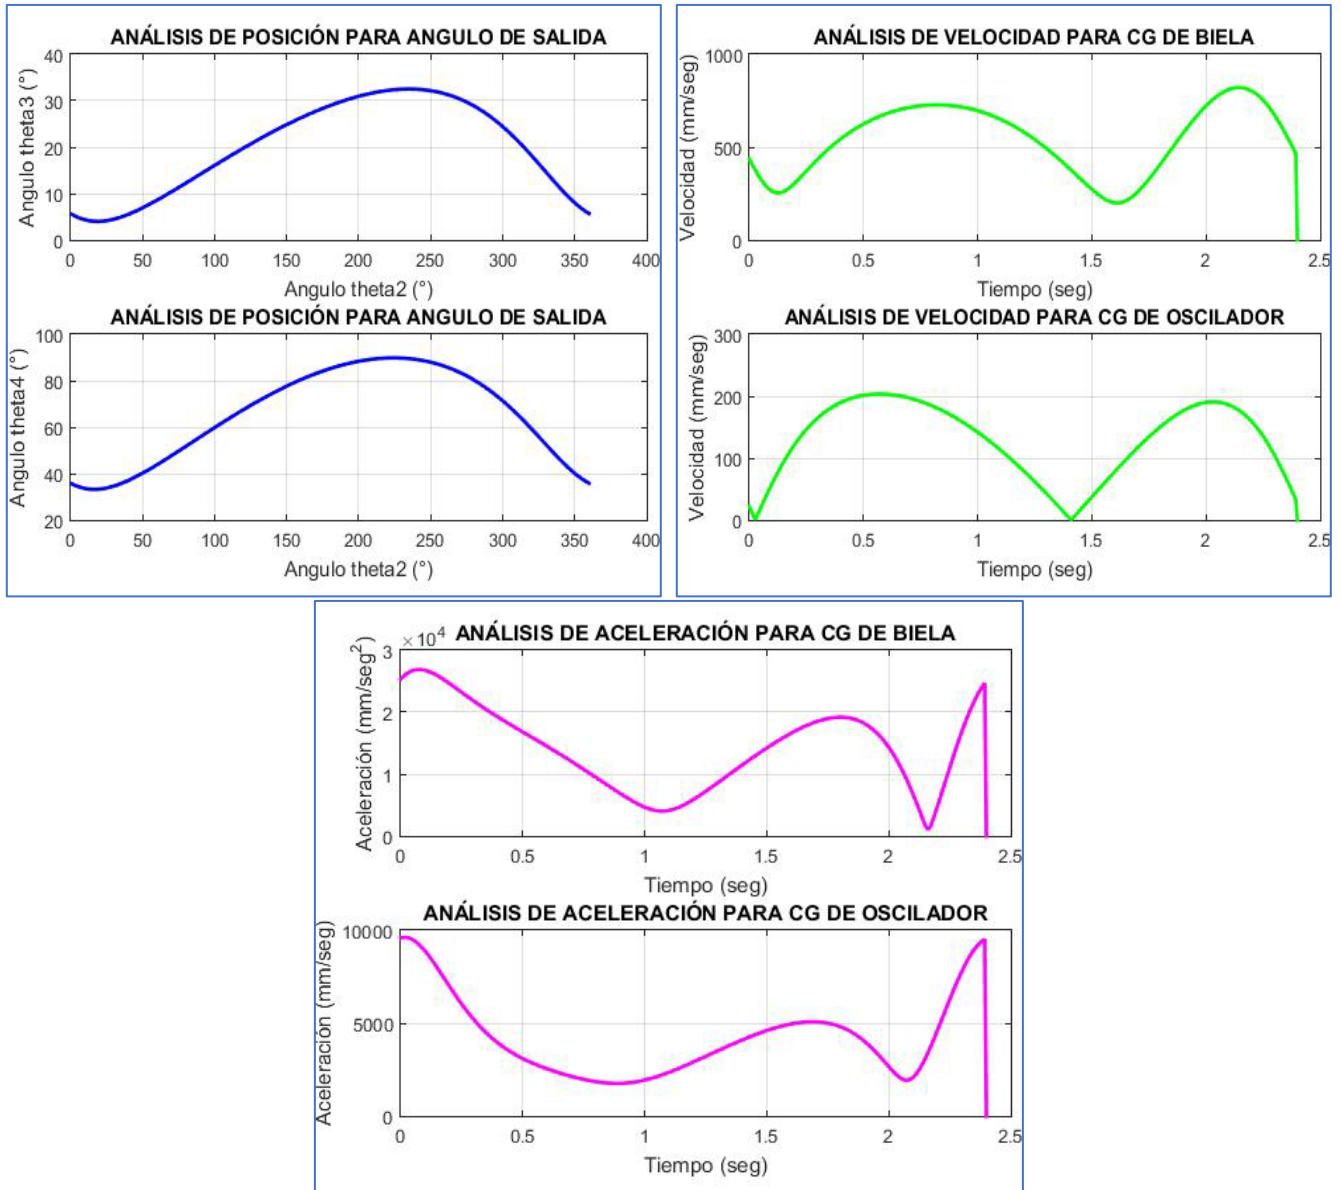 ANÁLISIS DE POSICIÓN PARA ANGULO DE SALIDA
Angulo theta3 (°)
40
30
20
10
0
0 50 100 150 200 250 300 350 400
Angulo theta2 (°)
ANÁLISIS DE POSICIÓN PARA ANGULO DE SALIDA
Angulo theta4 (°)
100
80
60
40
20
0 50 100 150 200 250 300 350 400
Angulo theta2 (°)
ANÁLISIS DE VELOCIDAD PARA CG DE BIELA
Velocidad (mm/seg)
1000
500
0
0 0.5 1 1.5 2 2.5
Tiempo (seg)
ANÁLISIS DE VELOCIDAD PARA CG DE OSCILADOR
Velocidad (mm/seg)
300
200
100
0
0 0.5 1 1.5 2 2.5
Tiempo (seg)
×10⁴ ANÁLISIS DE ACELERACIÓN PARA CG DE BIELA
Aceleración (mm/seg²)
3
2
1
0
0 0.5 1 1.5 2 2.5
Tiempo (seg)
ANÁLISIS DE ACELERACIÓN PARA CG DE OSCILADOR
Aceleración (mm/seg)
10000
5000
0
0 0.5 1 1.5 2 2.5
Tiempo (seg)